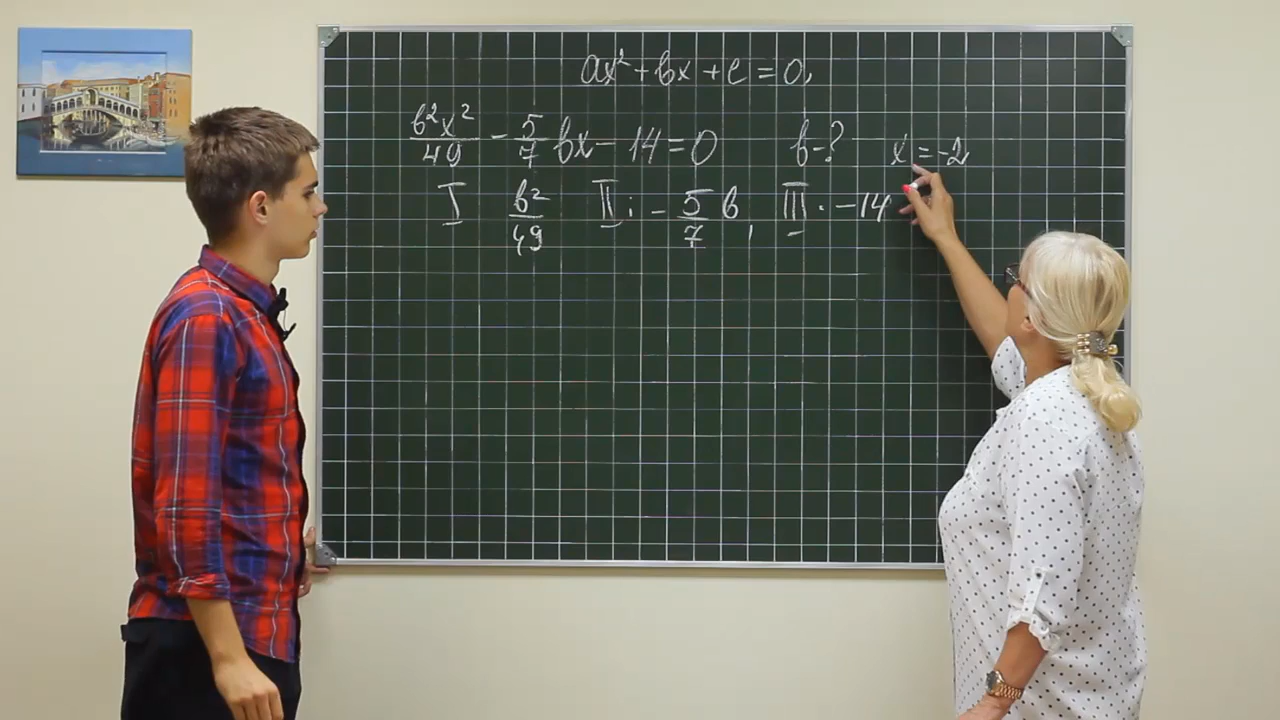 ax² + bx + c = 0,
b²x²/49 - 5/7 bx - 14 = 0 b - ? x = -2
I b²/49 II: - 5/7 b, III. -14